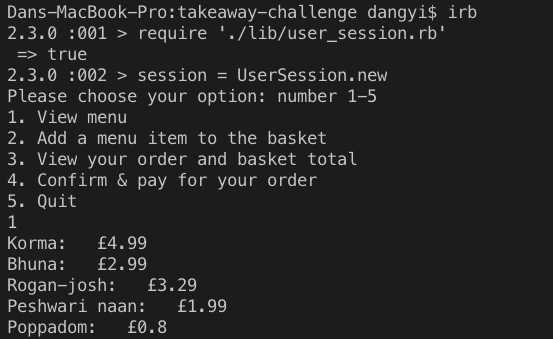 Dans-MacBook-Pro:takeaway-challenge dangyi$ irb
2.3.0 :001 > require './lib/user_session.rb'
 => true
2.3.0 :002 > session = UserSession.new
Please choose your option: number 1-5
1. View menu
2. Add a menu item to the basket
3. View your order and basket total
4. Confirm & pay for your order
5. Quit
1
Korma:   £4.99
Bhuna:   £2.99
Rogan-josh:   £3.29
Peshwari naan:   £1.99
Poppadom:   £0.8